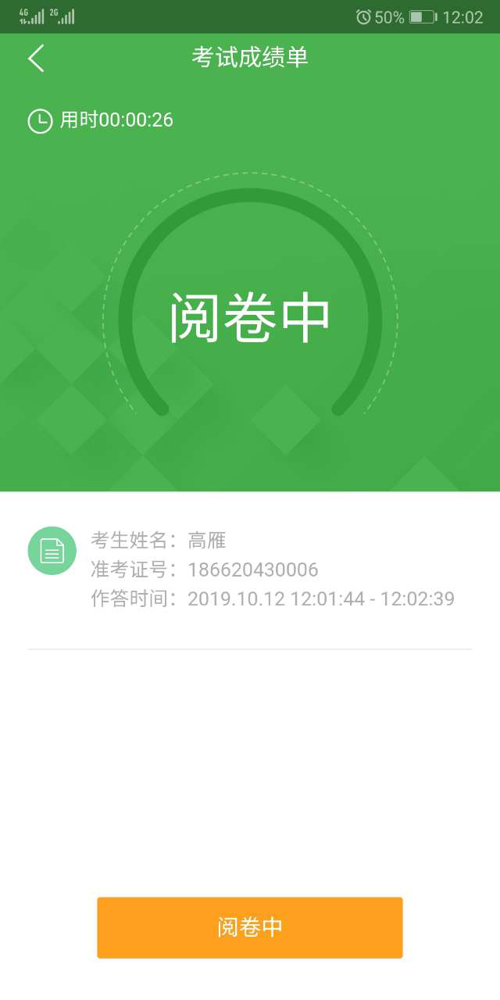 4G 2G 50% 12:02
考试成绩单
用时00:00:26
阅卷中
考生姓名：高雁
准考证号：186620430006
作答时间：2019.10.12 12:01:44 - 12:02:39
阅卷中